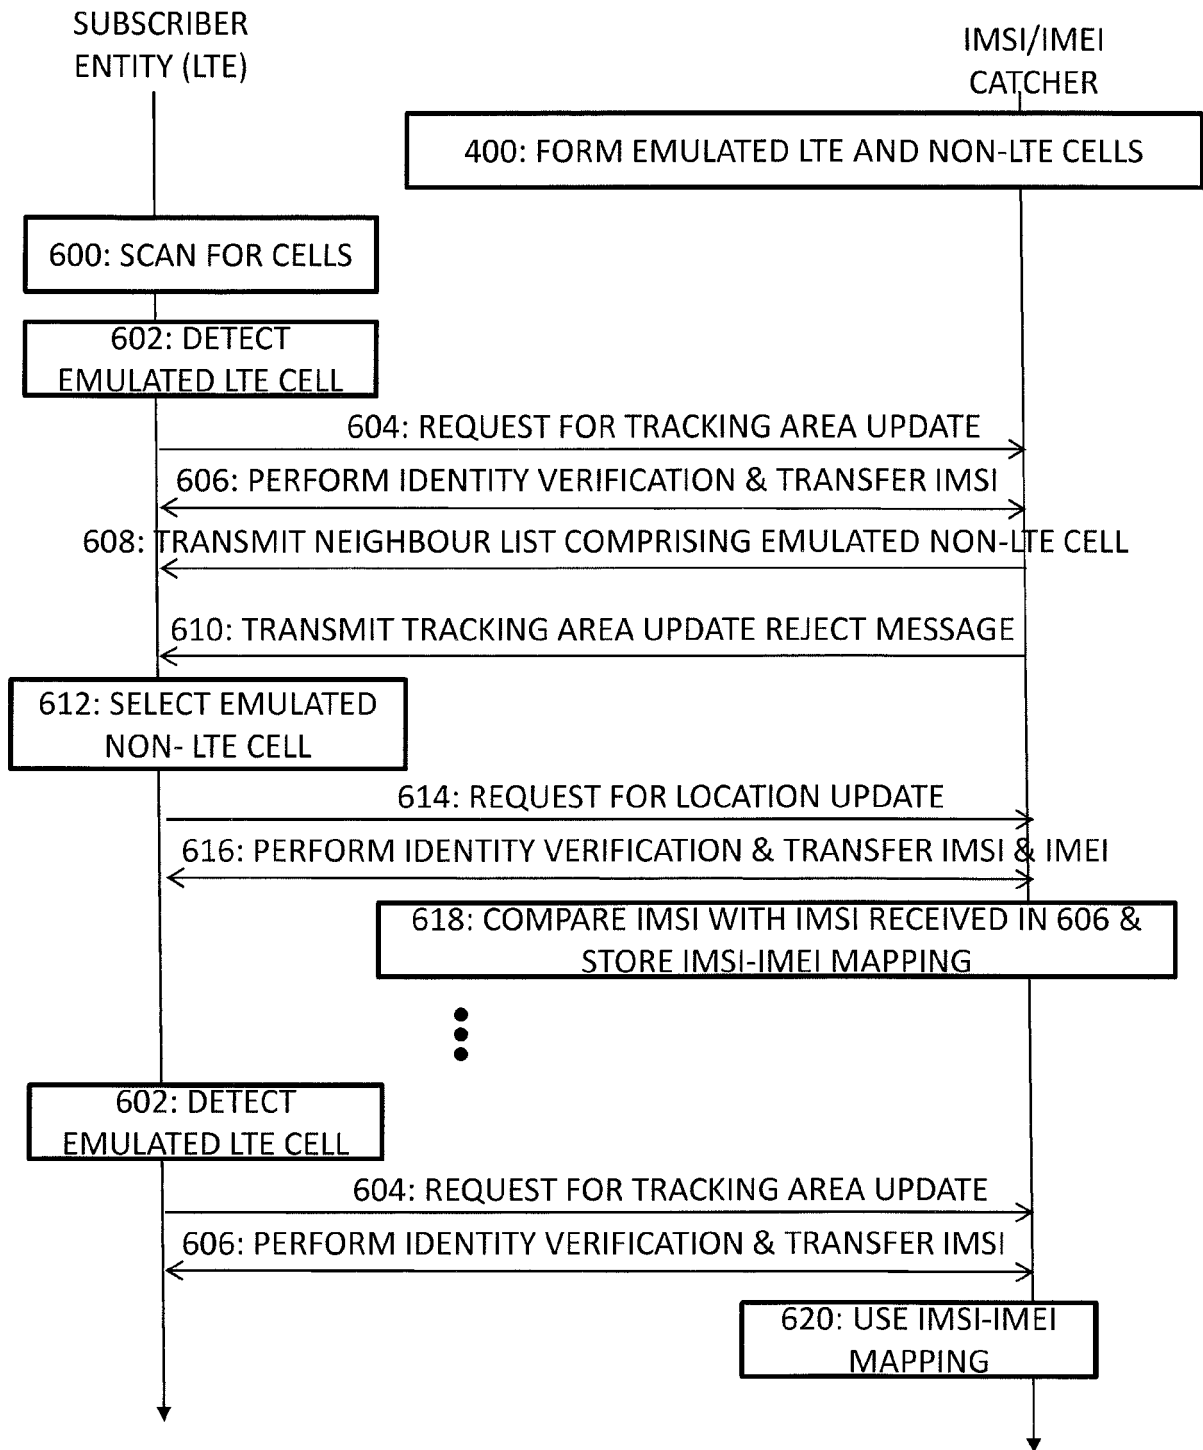 SUBSCRIBER
ENTITY (LTE)
IMSI/IMEI
CATCHER
400: FORM EMULATED LTE AND NON-LTE CELLS
600: SCAN FOR CELLS
602: DETECT
EMULATED LTE CELL
604: REQUEST FOR TRACKING AREA UPDATE
606: PERFORM IDENTITY VERIFICATION & TRANSFER IMSI
608: TRANSMIT NEIGHBOUR LIST COMPRISING EMULATED NON-LTE CELL
610: TRANSMIT TRACKING AREA UPDATE REJECT MESSAGE
612: SELECT EMULATED
NON- LTE CELL
614: REQUEST FOR LOCATION UPDATE
616: PERFORM IDENTITY VERIFICATION & TRANSFER IMSI & IMEI
618: COMPARE IMSI WITH IMSI RECEIVED IN 606 &
STORE IMSI-IMEI MAPPING
602: DETECT
EMULATED LTE CELL
604: REQUEST FOR TRACKING AREA UPDATE
606: PERFORM IDENTITY VERIFICATION & TRANSFER IMSI
620: USE IMSI-IMEI
MAPPING